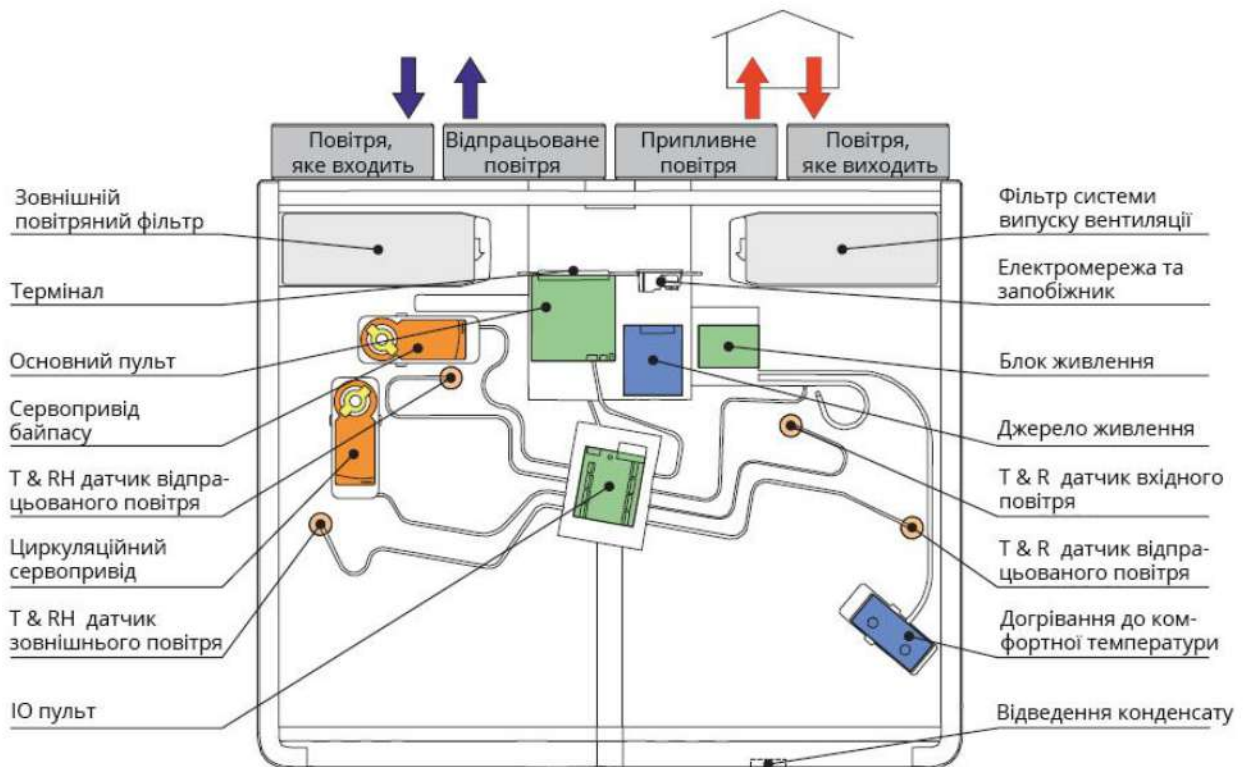 Повітря,
яке входить
Відпрацьоване
повітря
Припливне
повітря
Повітря,
яке виходить
Зовнішній
повітряний фільтр
Термінал
Основний пульт
Сервопривід
байпасу
T & RH датчик відпра-
цьованого повітря
Циркуляційний
сервопривід
T & RH датчик
зовнішнього повітря
IO пульт
Фільтр системи
випуску вентиляції
Електромережа та
запобіжник
Блок живлення
Джерело живлення
T & R датчик вхідного
повітря
T & R датчик відпра-
цьованого повітря
Догрівання до ком-
фортної температури
Відведення конденсату